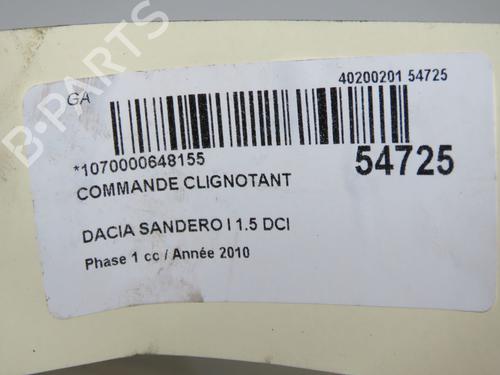 40200201 54725
GA
*1070000648155
54725
COMMANDE CLIGNOTANT
DACIA SANDERO I 1.5 DCI
Phase 1 cc / Année 2010
B-PARTS